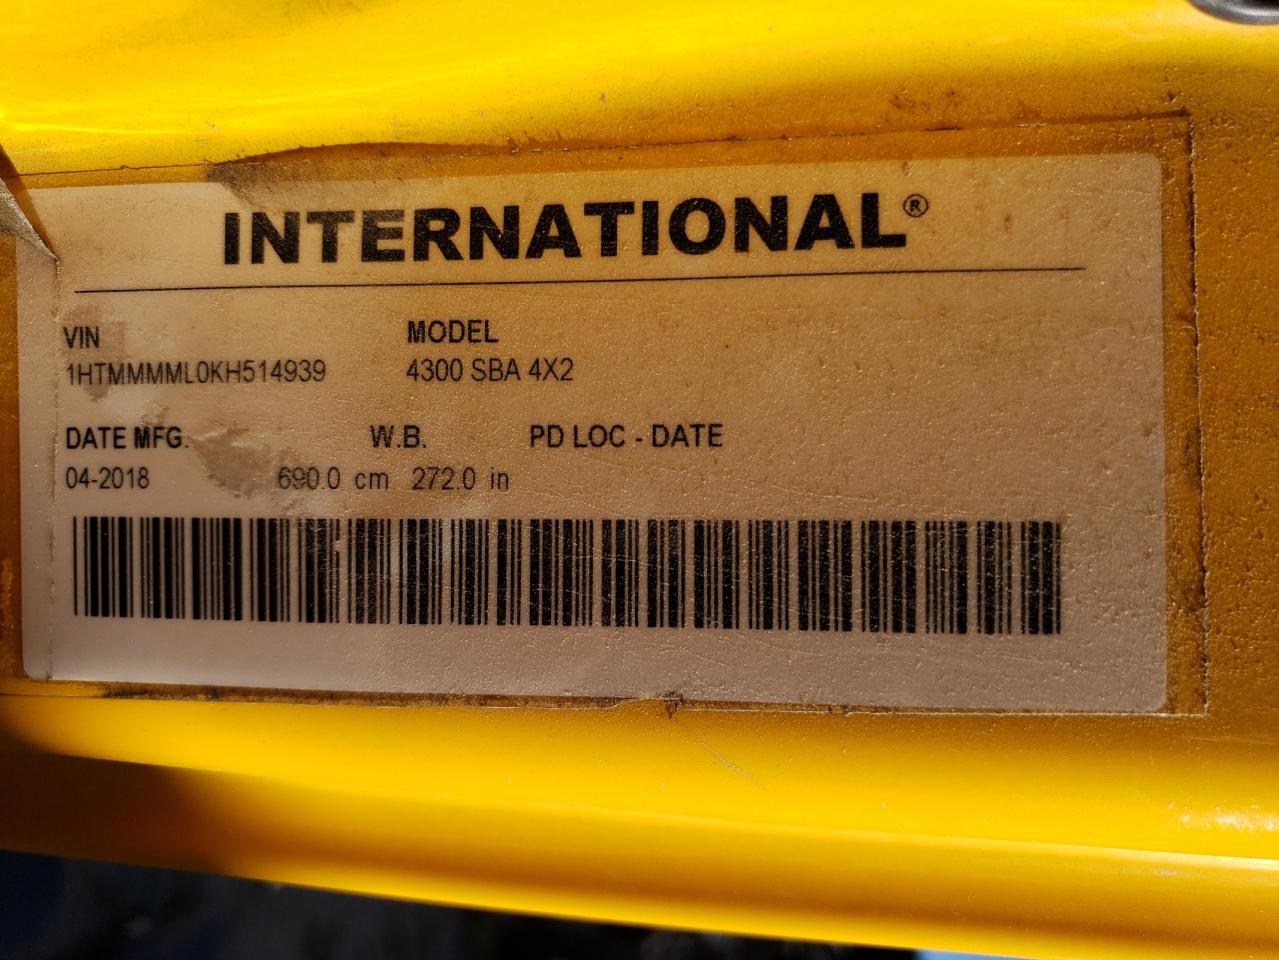 INTERNATIONAL®
VIN MODEL
1HTMMMML0KH514939 4300 SBA 4X2
DATE MFG. W.B. PD LOC - DATE
04-2018 690.0 cm 272.0 in